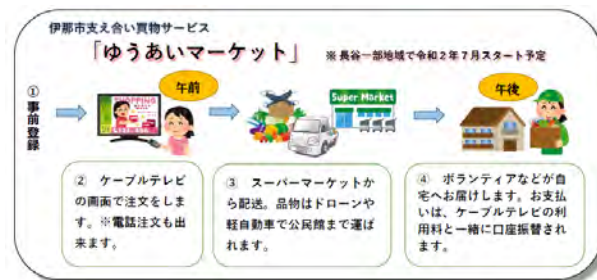 伊那市支え合い買物サービス
「ゆうあいマーケット」
※ 長谷一部地域で令和２年７月スタート予定
①事前登録
午前
SHOPPING
Super Market
午後
② ケーブルテレビ
の画面で注文をしま
す。※電話注文も出
来ます。
③ スーパーマーケットか
ら配送。品物はドローンや
軽自動車で公民館まで運ば
れます。
④ ボランティアなどが自
宅へお届けします。お支払
いは、ケーブルテレビの利
用料と一緒に口座振替され
ます。